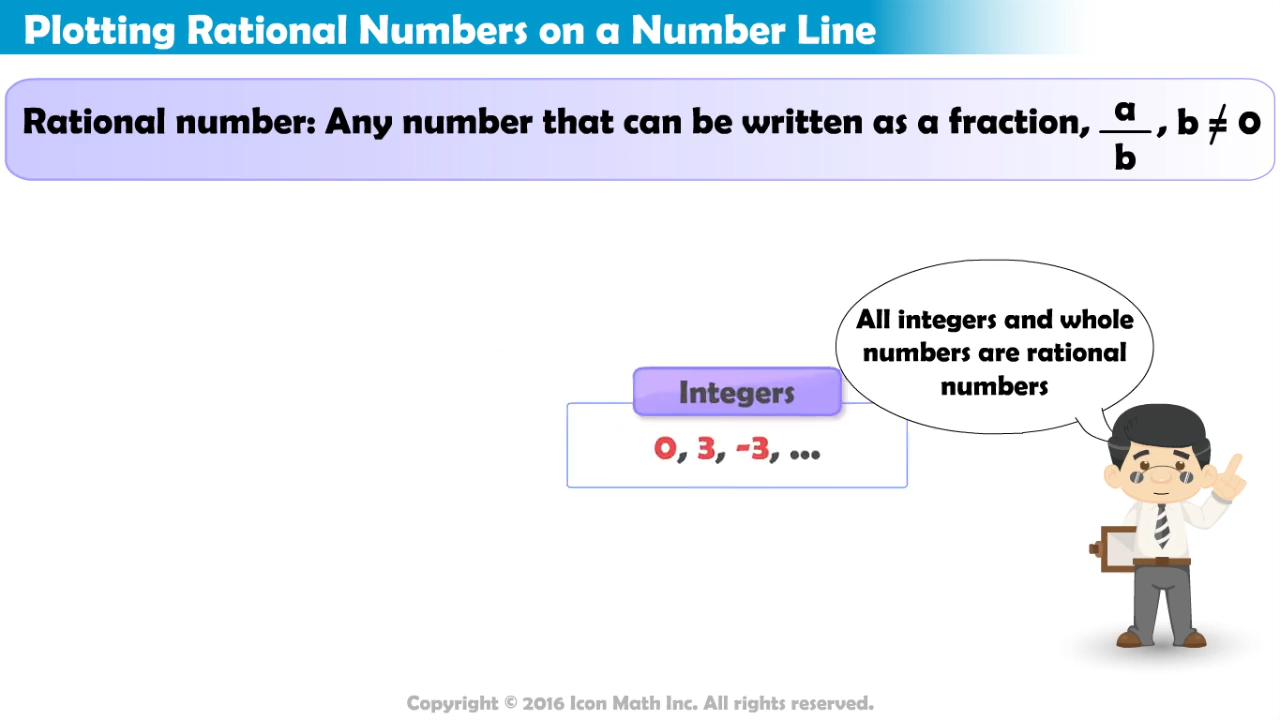 Plotting Rational Numbers on a Number Line
Rational number: Any number that can be written as a fraction, a/b, b ≠ 0
All integers and whole
numbers are rational
numbers
Integers
0, 3, -3, ...
Copyright © 2016 Icon Math Inc. All rights reserved.